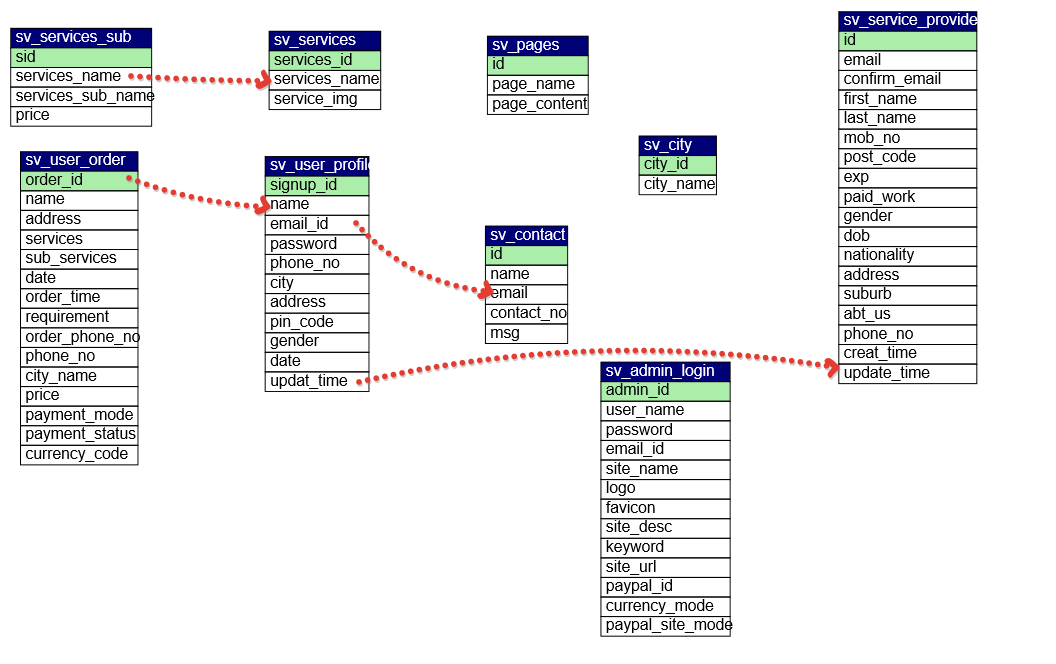 sv_services_sub
sid
services_name
services_sub_name
price
sv_services
services_id
services_name
service_img
sv_pages
id
page_name
page_content
sv_service_provide
id
email
confirm_email
first_name
last_name
mob_no
post_code
exp
paid_work
gender
dob
nationality
address
suburb
abt_us
phone_no
creat_time
update_time
sv_city
city_id
city_name
sv_user_order
order_id
name
address
services
sub_services
date
order_time
requirement
order_phone_no
phone_no
city_name
price
payment_mode
payment_status
currency_code
sv_user_profile
signup_id
name
email_id
password
phone_no
city
address
pin_code
gender
date
updat_time
sv_contact
id
name
email
contact_no
msg
sv_admin_login
admin_id
user_name
password
email_id
site_name
logo
favicon
site_desc
keyword
site_url
paypal_id
currency_mode
paypal_site_mode